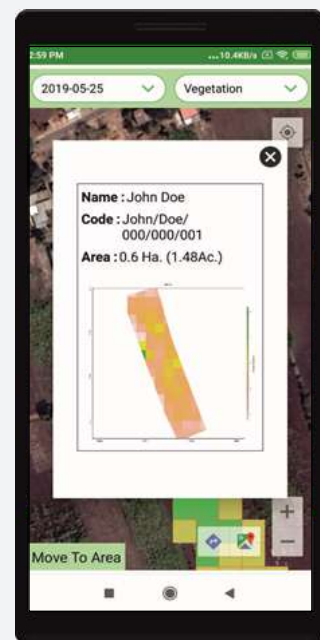 2:59 PM ...10.4KB/s
2019-05-25 Vegetation
Name : John Doe
Code : John/Doe/
000/000/001
Area : 0.6 Ha. (1.48Ac.)
+
−
Move To Area